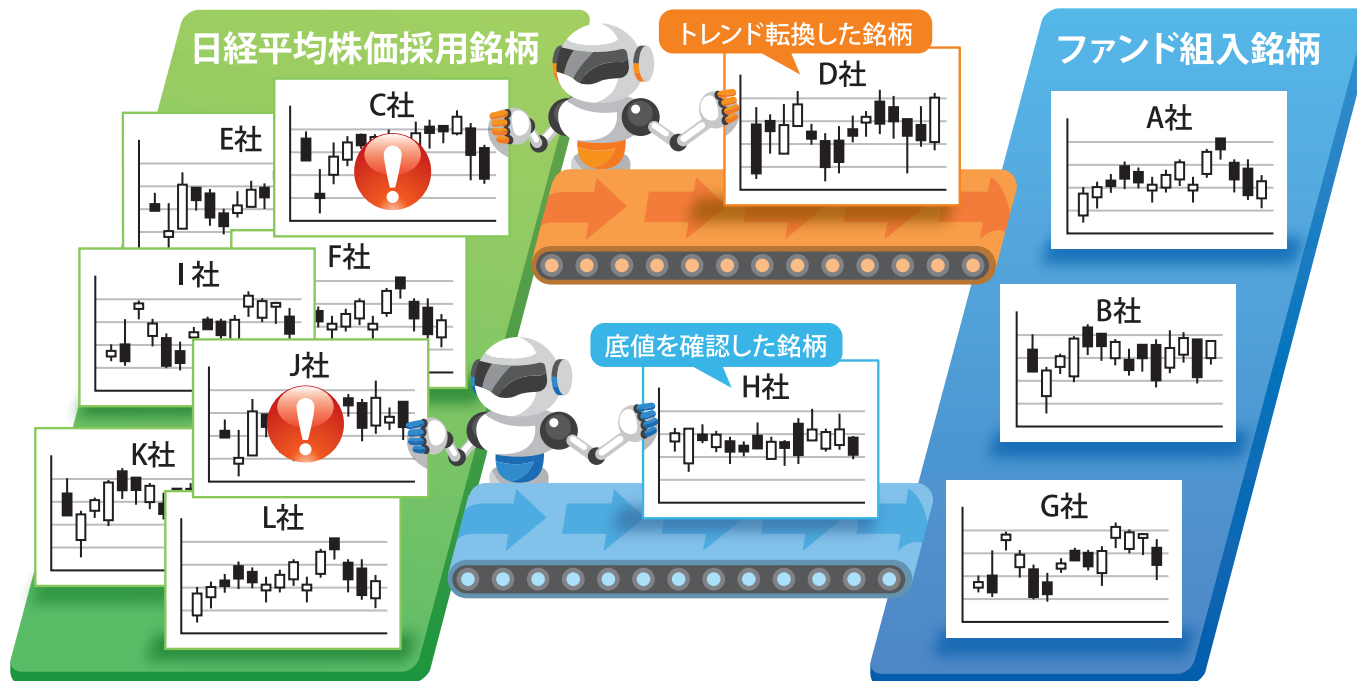 日経平均株価採用銘柄
C社
E社
F社
I社
J社
K社
L社
トレンド転換した銘柄
D社
底値を確認した銘柄
H社
ファンド組入銘柄
A社
B社
G社